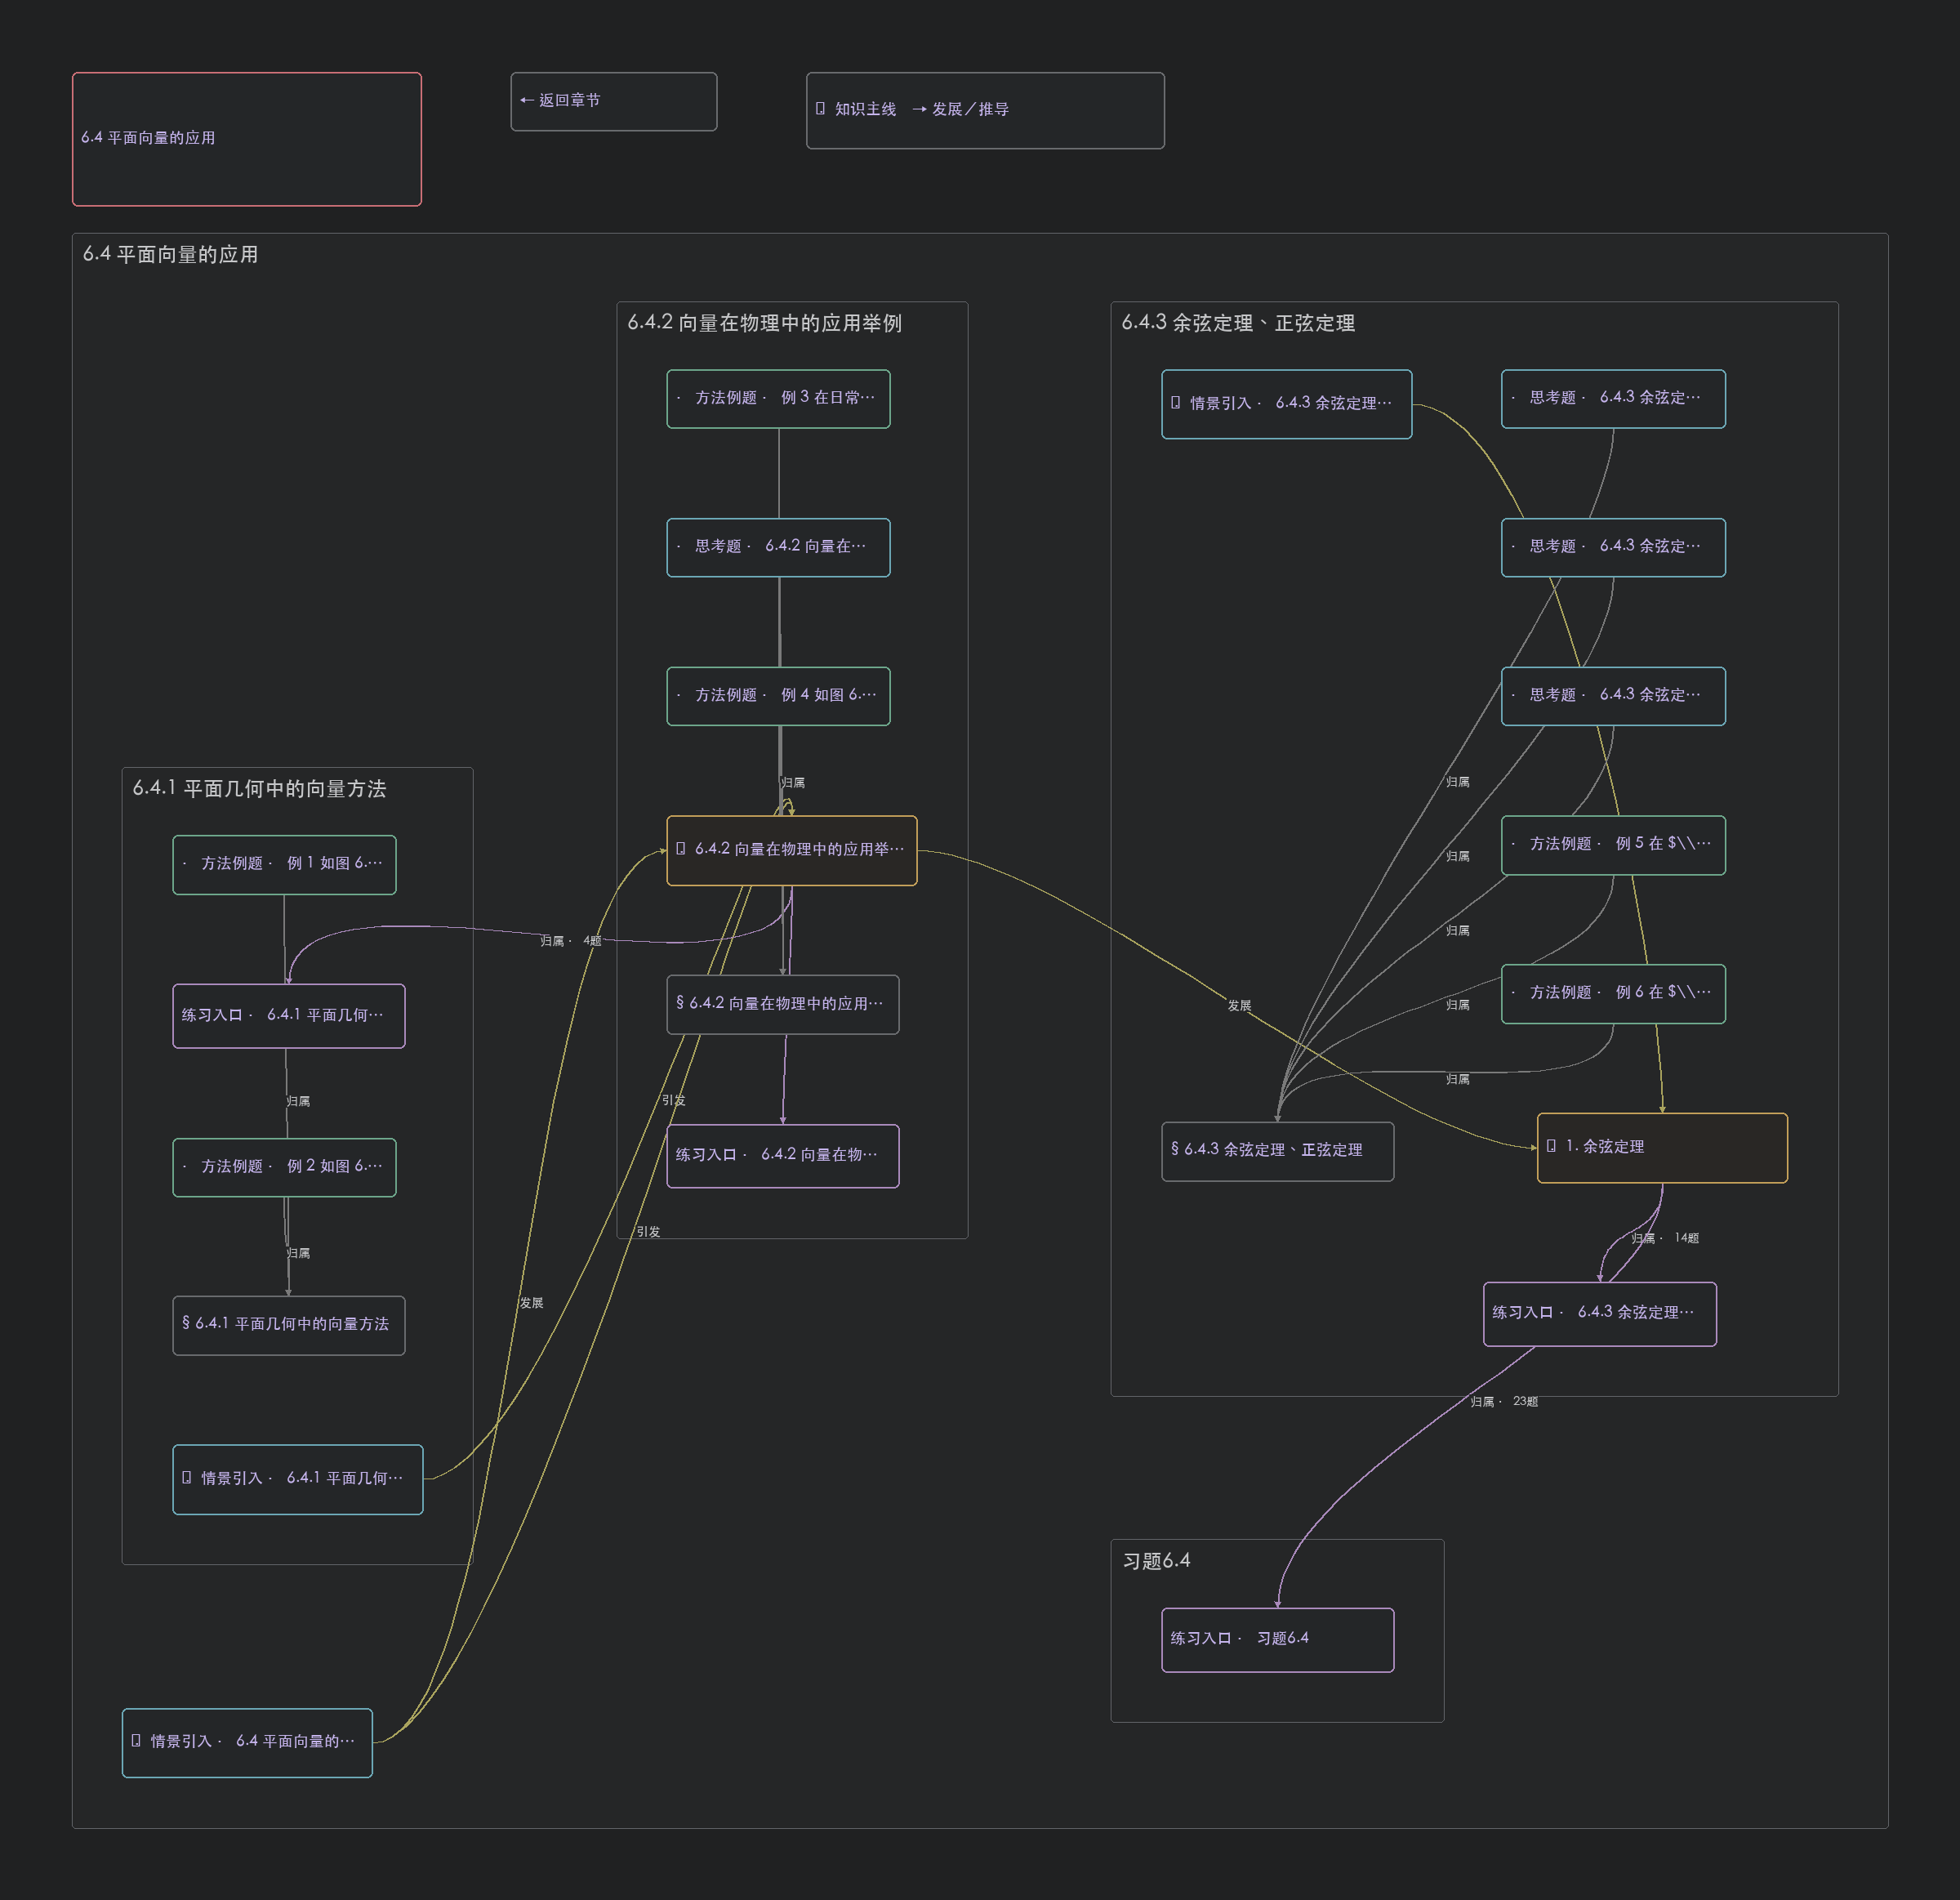 6.4 平面向量的应用
← 返回章节
知识主线 → 发展／推导
6.4 平面向量的应用
6.4.2 向量在物理中的应用举例
· 方法例题 · 例 3 在日常…
· 思考题 · 6.4.2 向量在…
· 方法例题 · 例 4 如图 6.…
归属
6.4.2 向量在物理中的应用举…
归属 · 4题
§ 6.4.2 向量在物理中的应用…
引发
练习入口 · 6.4.2 向量在物…
引发
6.4.1 平面几何中的向量方法
· 方法例题 · 例 1 如图 6.…
练习入口 · 6.4.1 平面几何…
归属
· 方法例题 · 例 2 如图 6.…
归属
§ 6.4.1 平面几何中的向量方法
发展
情景引入 · 6.4.1 平面几何…
情景引入 · 6.4 平面向量的…
6.4.3 余弦定理、正弦定理
情景引入 · 6.4.3 余弦定理…
· 思考题 · 6.4.3 余弦定…
· 思考题 · 6.4.3 余弦定…
· 思考题 · 6.4.3 余弦定…
归属
· 方法例题 · 例 5 在 $\\…
归属
归属
· 方法例题 · 例 6 在 $\\…
归属
发展
归属
§ 6.4.3 余弦定理、正弦定理
1. 余弦定理
归属 · 14题
练习入口 · 6.4.3 余弦定理…
归属 · 23题
习题6.4
练习入口 · 习题6.4